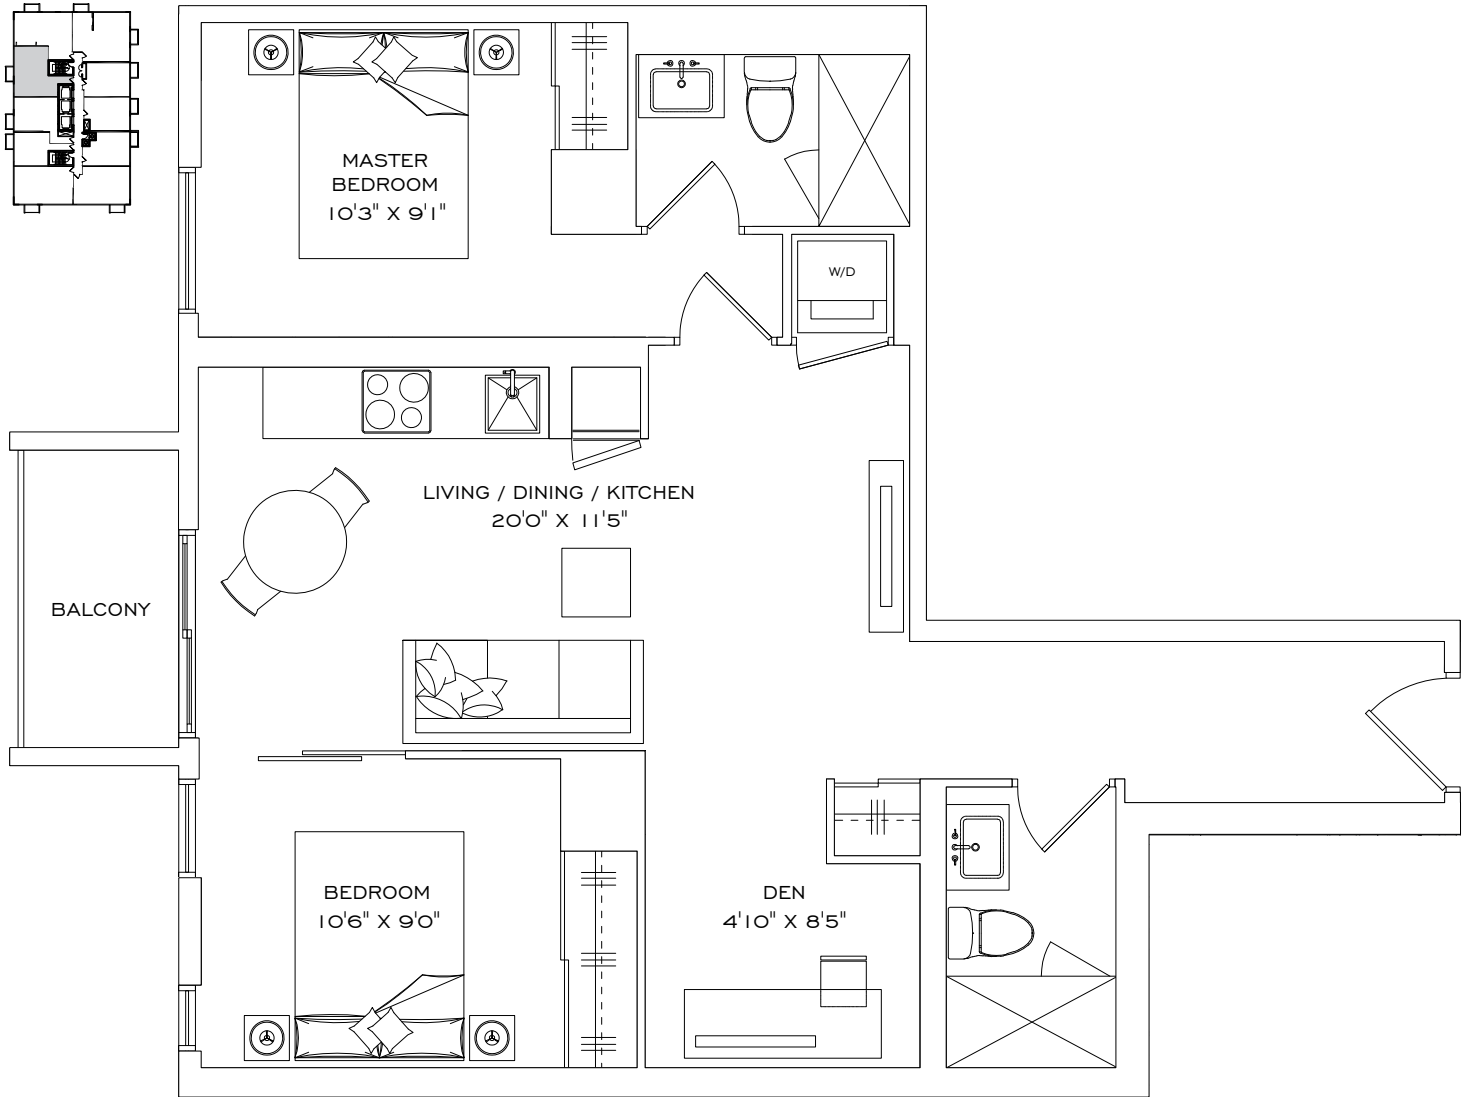 MASTER
BEDROOM
10'3" X 9'1"
W/D
LIVING / DINING / KITCHEN
20'0" X 11'5"
BALCONY
BEDROOM
10'6" X 9'0"
DEN
4'10" X 8'5"